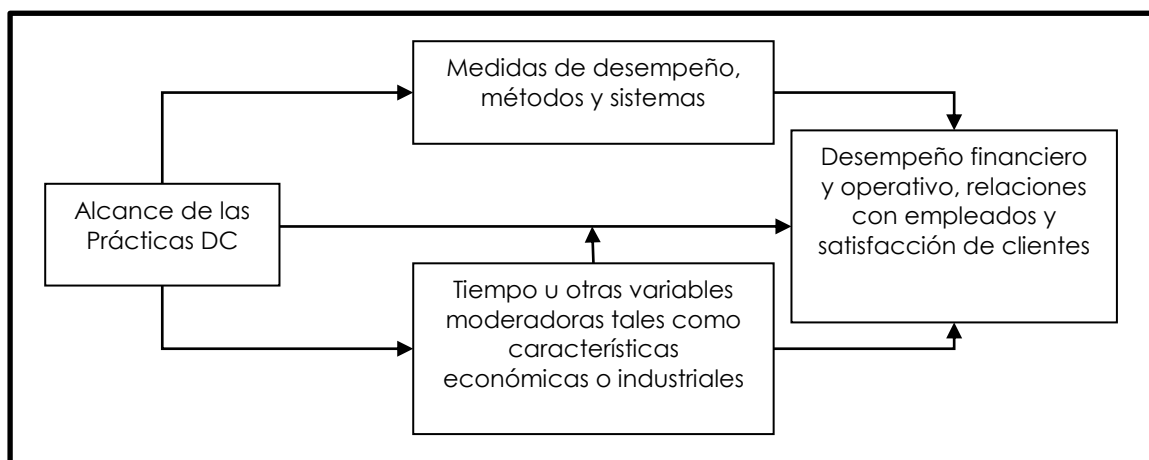 Medidas de desempeño,
métodos y sistemas
Alcance de las
Prácticas DC
Desempeño financiero
y operativo, relaciones
con empleados y
satisfacción de clientes
Tiempo u otras variables
moderadoras tales como
características
económicas o industriales